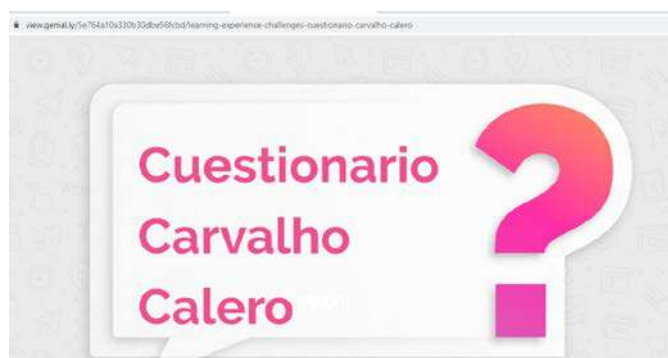 view.genial.ly/5e764a10a330b30dbe56fcbd/learning-experience-challenges-cuestionario-carvalho-calero
Cuestionario
Carvalho
Calero
?